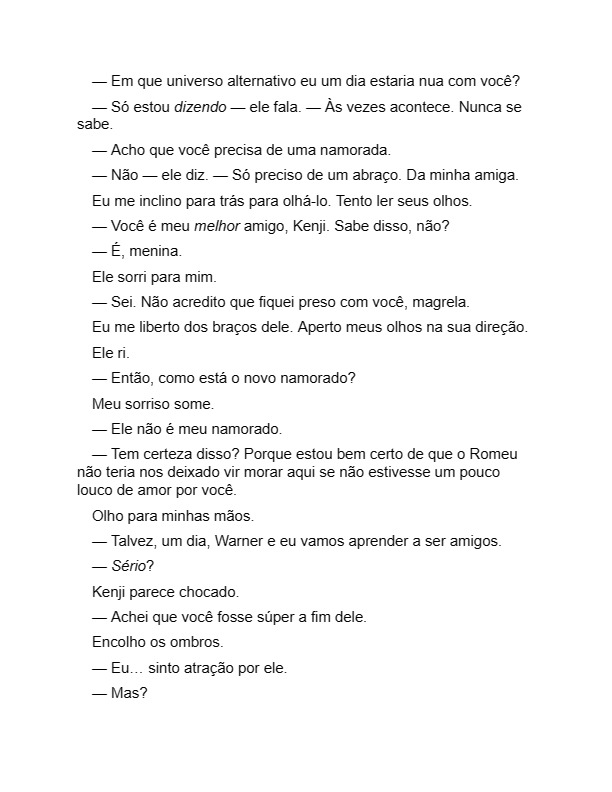 — Em que universo alternativo eu um dia estaria nua com você?
— Só estou dizendo — ele fala. — Às vezes acontece. Nunca se
sabe.
— Acho que você precisa de uma namorada.
— Não — ele diz. — Só preciso de um abraço. Da minha amiga.
Eu me inclino para trás para olhá-lo. Tento ler seus olhos.
— Você é meu melhor amigo, Kenji. Sabe disso, não?
— É, menina.
Ele sorri para mim.
— Sei. Não acredito que fiquei preso com você, magrela.
Eu me liberto dos braços dele. Aperto meus olhos na sua direção.
Ele ri.
— Então, como está o novo namorado?
Meu sorriso some.
— Ele não é meu namorado.
— Tem certeza disso? Porque estou bem certo de que o Romeu
não teria nos deixado vir morar aqui se não estivesse um pouco
louco de amor por você.
Olho para minhas mãos.
— Talvez, um dia, Warner e eu vamos aprender a ser amigos.
— Sério?
Kenji parece chocado.
— Achei que você fosse súper a fim dele.
Encolho os ombros.
— Eu… sinto atração por ele.
— Mas?